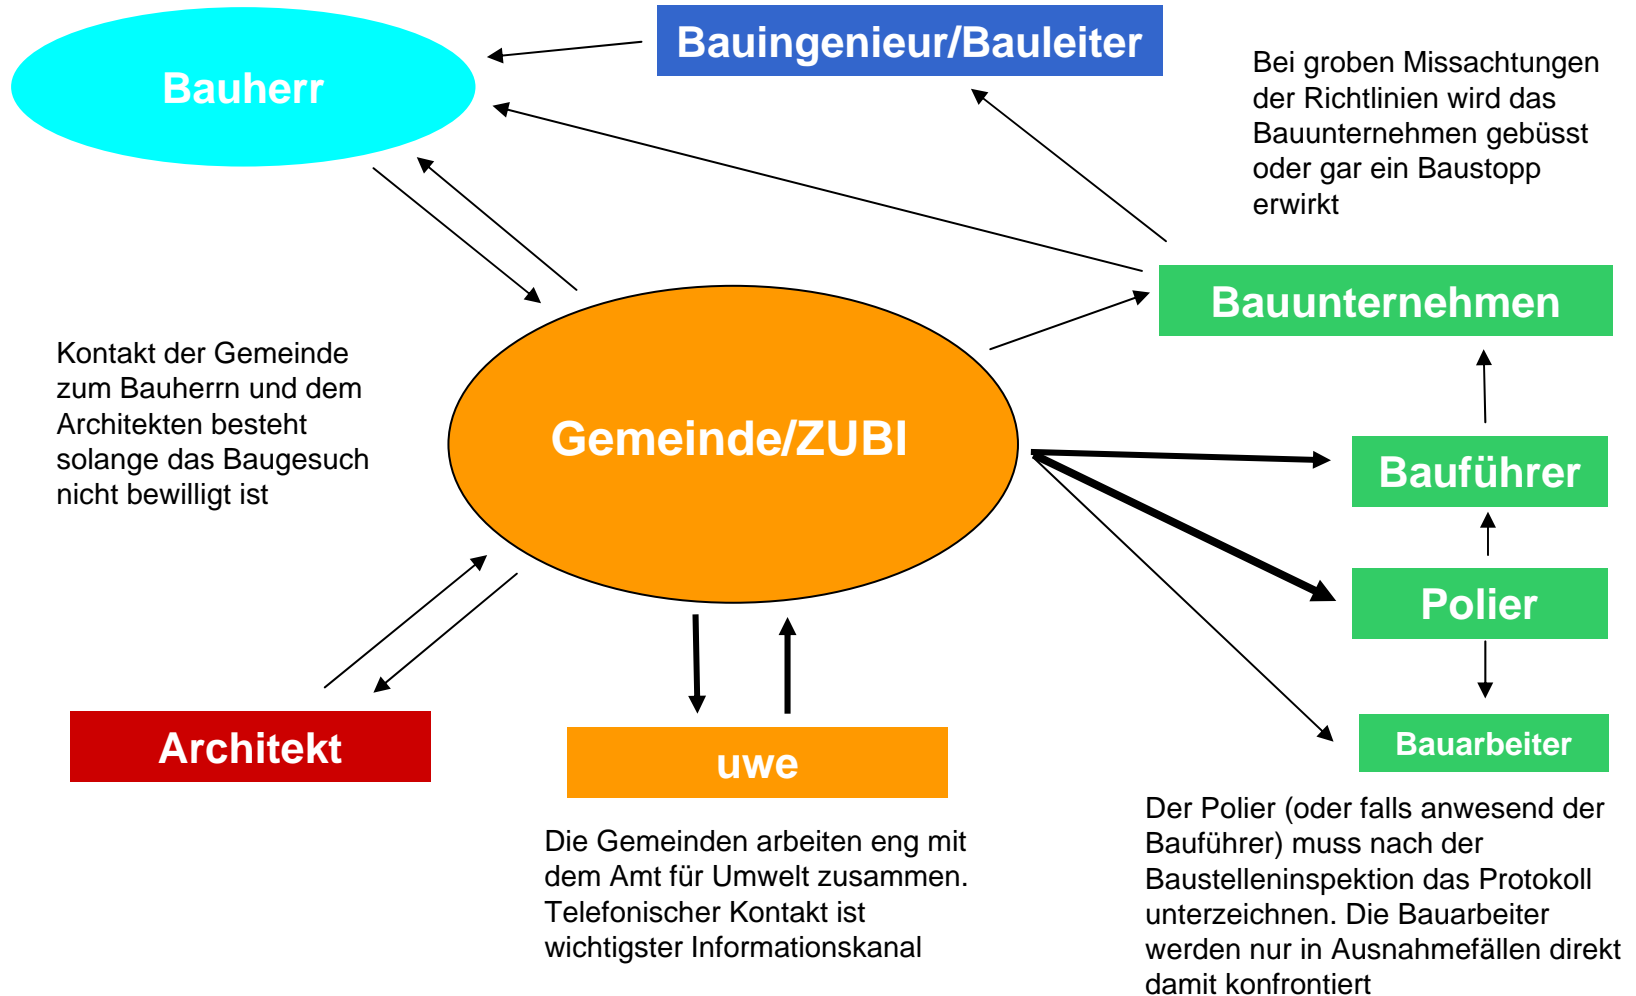 Bauingenieur/Bauleiter
Bauherr
Bei groben Missachtungen
der Richtlinien wird das
Bauunternehmen gebüsst
oder gar ein Baustopp
erwirkt
Bauunternehmen
Kontakt der Gemeinde
zum Bauherrn und dem
Architekten besteht
solange das Baugesuch
nicht bewilligt ist
Gemeinde/ZUBI
Bauführer
Polier
Bauarbeiter
Architekt
uwe
Die Gemeinden arbeiten eng mit
dem Amt für Umwelt zusammen.
Telefonischer Kontakt ist
wichtigster Informationskanal
Der Polier (oder falls anwesend der
Bauführer) muss nach der
Baustelleninspektion das Protokoll
unterzeichnen. Die Bauarbeiter
werden nur in Ausnahmefällen direkt
damit konfrontiert